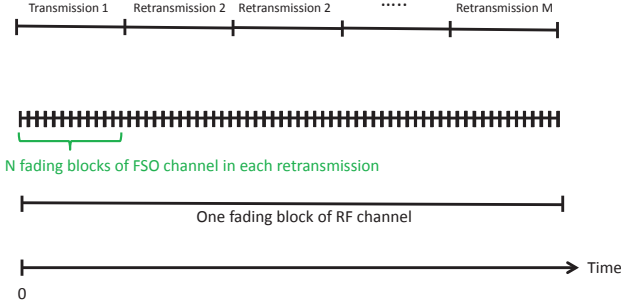 Transmission 1 Retransmission 2 Retransmission 2 ..... Retransmission M
N fading blocks of FSO channel in each retransmission
One fading block of RF channel
Time
0